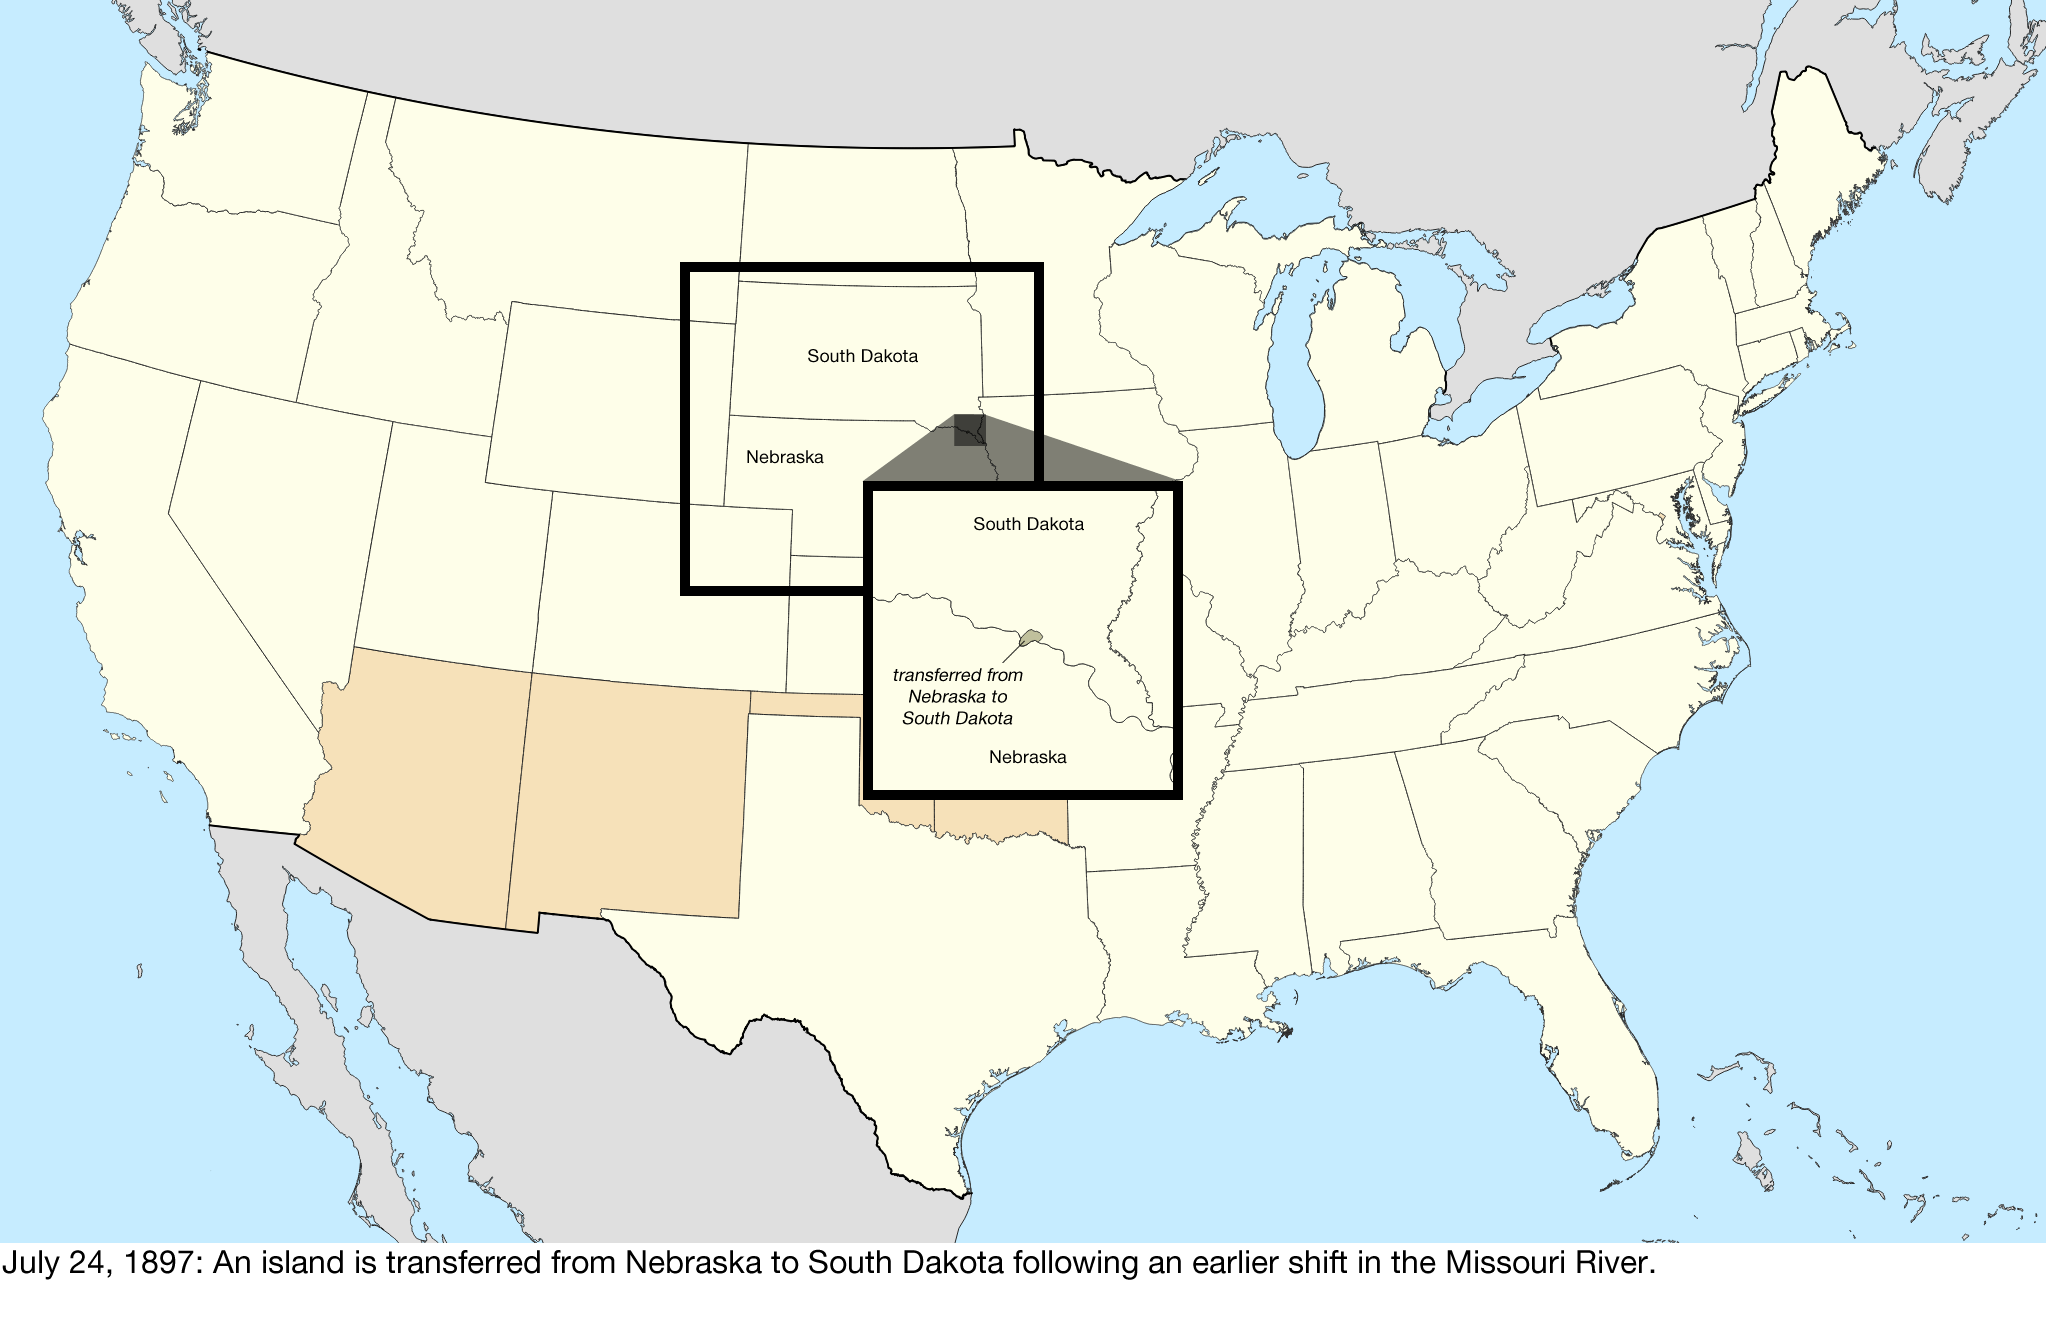 South Dakota
Nebraska
South Dakota
transferred from
Nebraska to
South Dakota
Nebraska
July 24, 1897: An island is transferred from Nebraska to South Dakota following an earlier shift in the Missouri River.